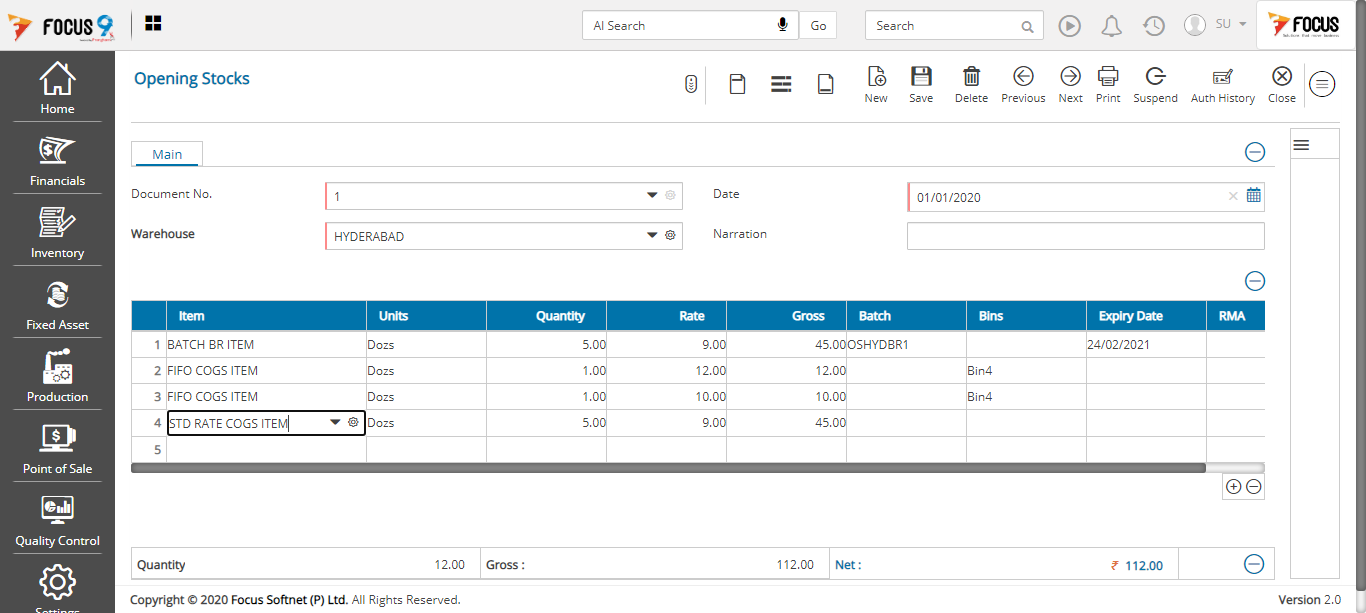 FOCUS 9
AI Search
Go
Search
SU
FOCUS
Home
Financials
Inventory
Fixed Asset
Production
Point of Sale
Quality Control
Settings
Opening Stocks
New Save Delete Previous Next Print Suspend Auth History Close
Main
Document No. 1 Date 01/01/2020
Warehouse HYDERABAD Narration
Item Units Quantity Rate Gross Batch Bins Expiry Date RMA
1 BATCH BR ITEM Dozs 5.00 9.00 45.00 OSHYDBR1 24/02/2021
2 FIFO COGS ITEM Dozs 1.00 12.00 12.00 Bin4
3 FIFO COGS ITEM Dozs 1.00 10.00 10.00 Bin4
4 STD RATE COGS ITEM Dozs 5.00 9.00 45.00
5
Quantity 12.00 Gross : 112.00 Net : ₹ 112.00
Copyright © 2020 Focus Softnet (P) Ltd. All Rights Reserved. Version 2.0